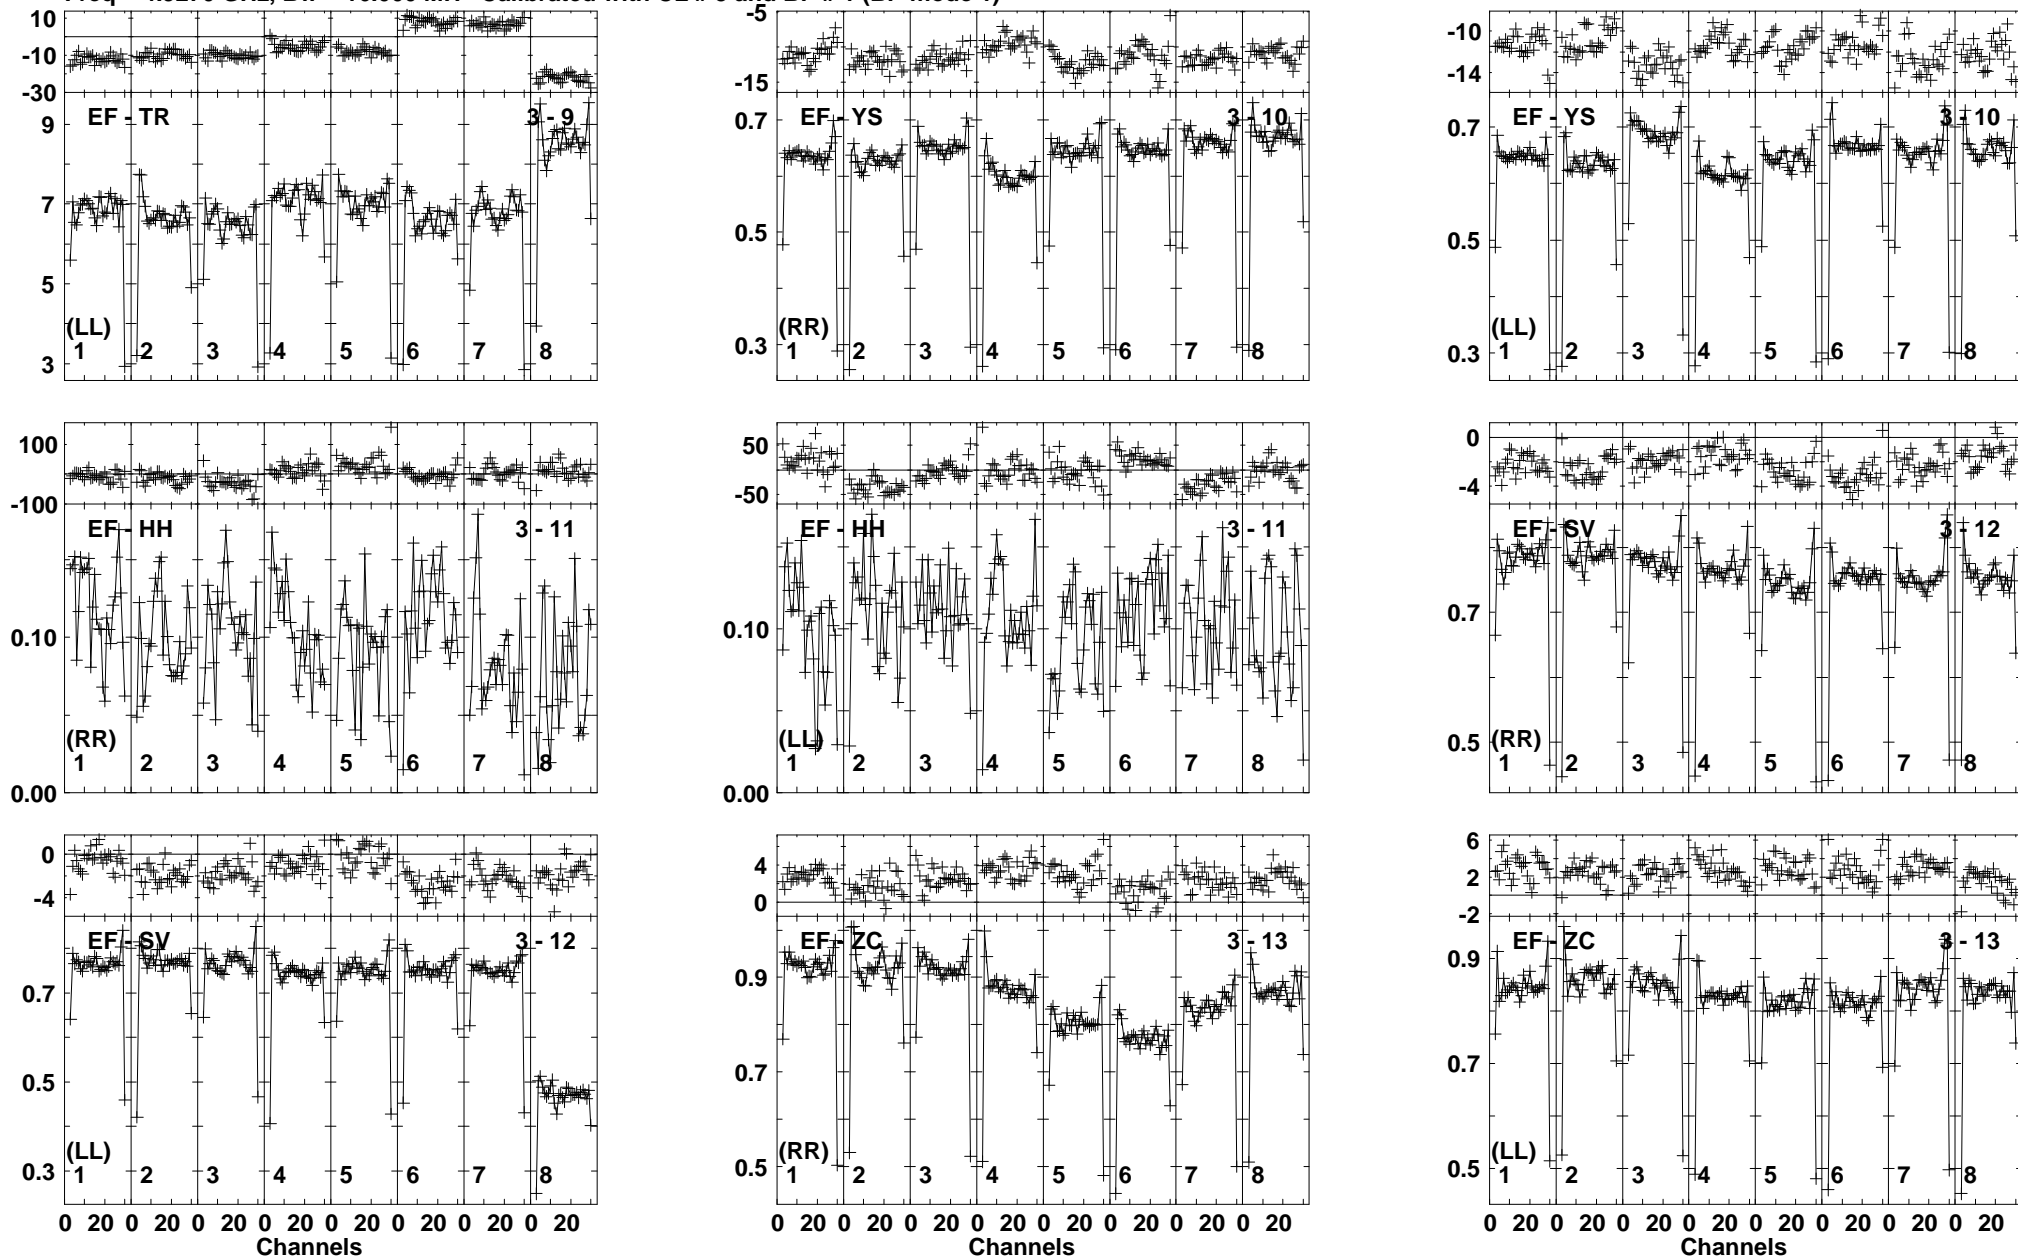 10
-10
-30
9
7
5
3
EF - TR
3 - 9
(LL)
1 2 3 4 5 6 7 8
-5
-15
0.7
0.5
0.3
EF - YS
3 - 10
(RR)
1 2 3 4 5 6 7 8
-10
-14
0.7
0.5
0.3
EF - YS
3 - 10
(LL)
1 2 3 4 5 6 7 8
100
-100
0.10
0.00
EF - HH
3 - 11
(RR)
1 2 3 4 5 6 7 8
50
-50
0.10
0.00
EF - HH
3 - 11
(LL)
1 2 3 4 5 6 7 8
0
-4
0.7
0.5
EF - SV
3 - 12
(RR)
1 2 3 4 5 6 7 8
0
-4
0.7
0.5
0.3
EF - SV
3 - 12
(LL)
1 2 3 4 5 6 7 8
0 20 0 20 0 20 0 20 0 20 0 20 0 20 0 20
Channels
4
0
0.9
0.7
0.5
EF - ZC
3 - 13
(RR)
1 2 3 4 5 6 7 8
0 20 0 20 0 20 0 20 0 20 0 20 0 20 0 20
Channels
6
2
-2
0.9
0.7
0.5
EF - ZC
3 - 13
(LL)
1 2 3 4 5 6 7 8
0 20 0 20 0 20 0 20 0 20 0 20 0 20 0 20
Channels